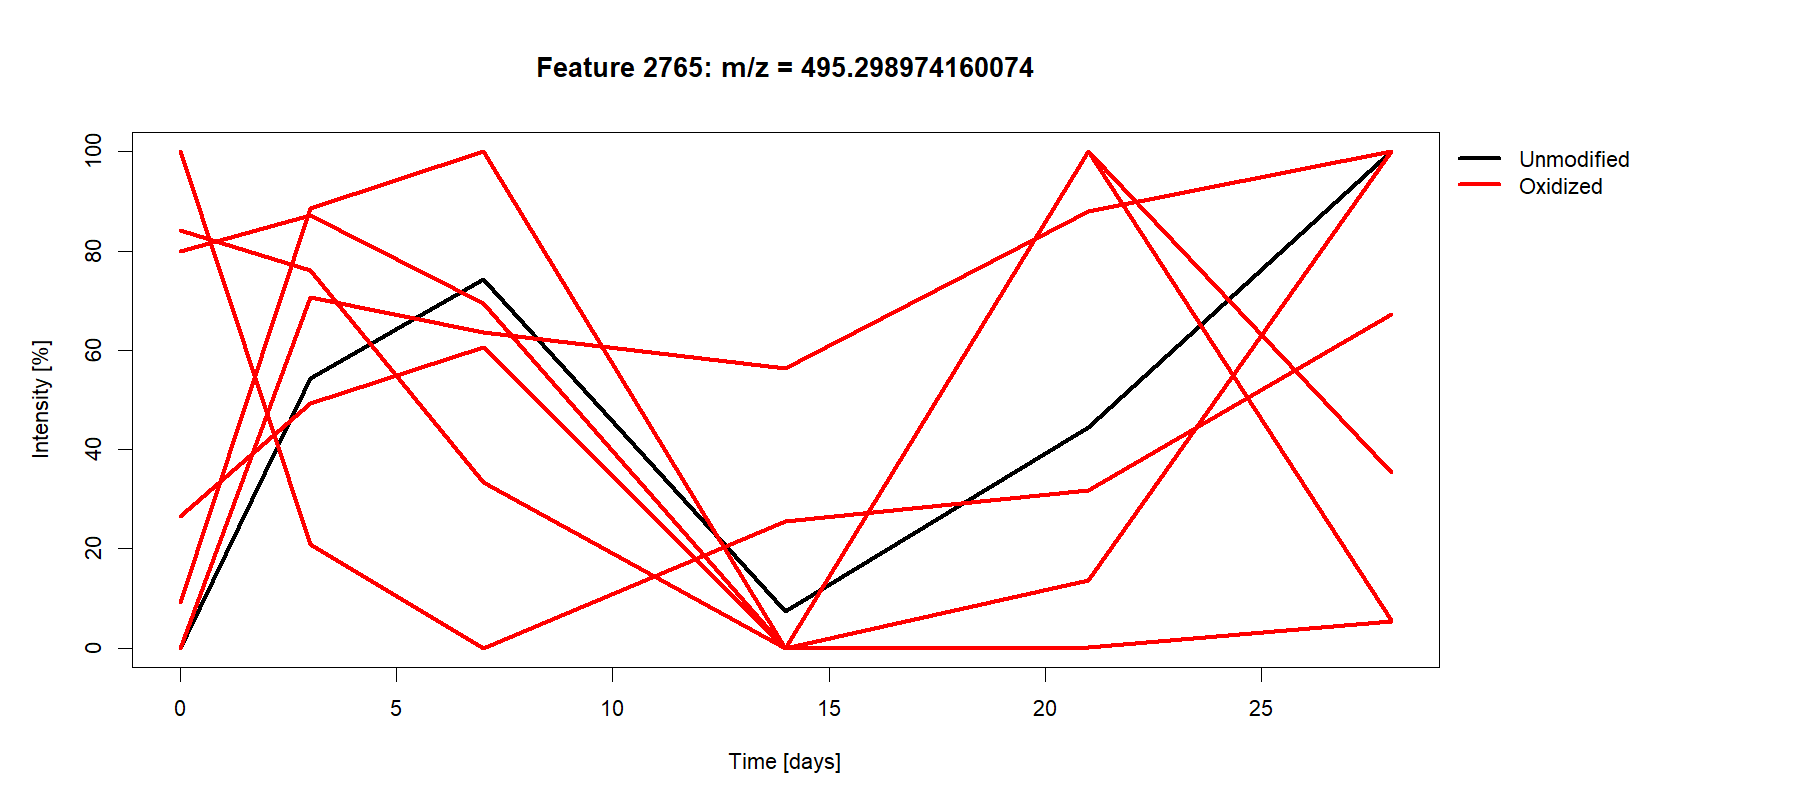 Feature 2765: m/z = 495.298974160074
Unmodified
Oxidized
Intensity [%]
100
80
60
40
20
0
0 5 10 15 20 25
Time [days]